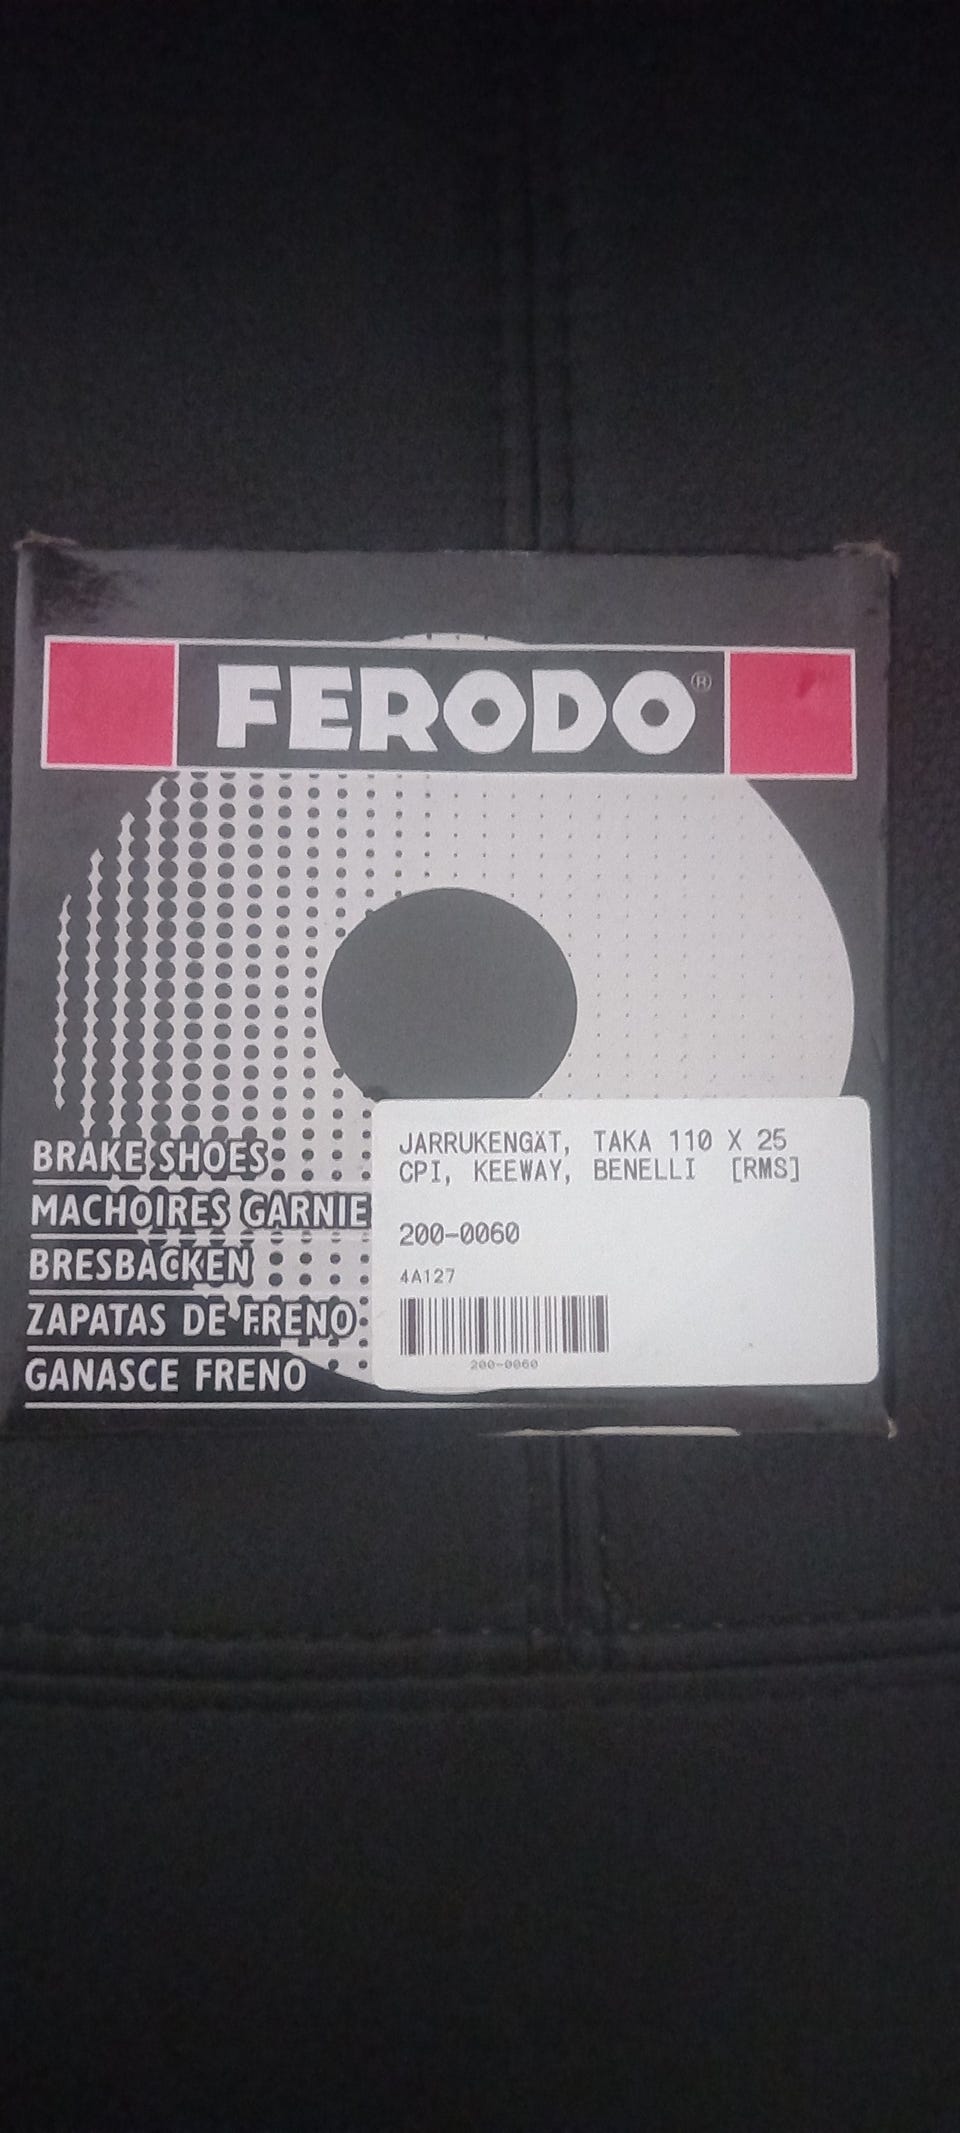 FERODO®
BRAKE SHOES
MACHOIRES GARNIE
BRESBACKEN
ZAPATAS DE FRENO
GANASCE FRENO
JARRUKENGÄT, TAKA 110 X 25
CPI, KEEWAY, BENELLI [RMS]
200-0060
4A127
200-0060